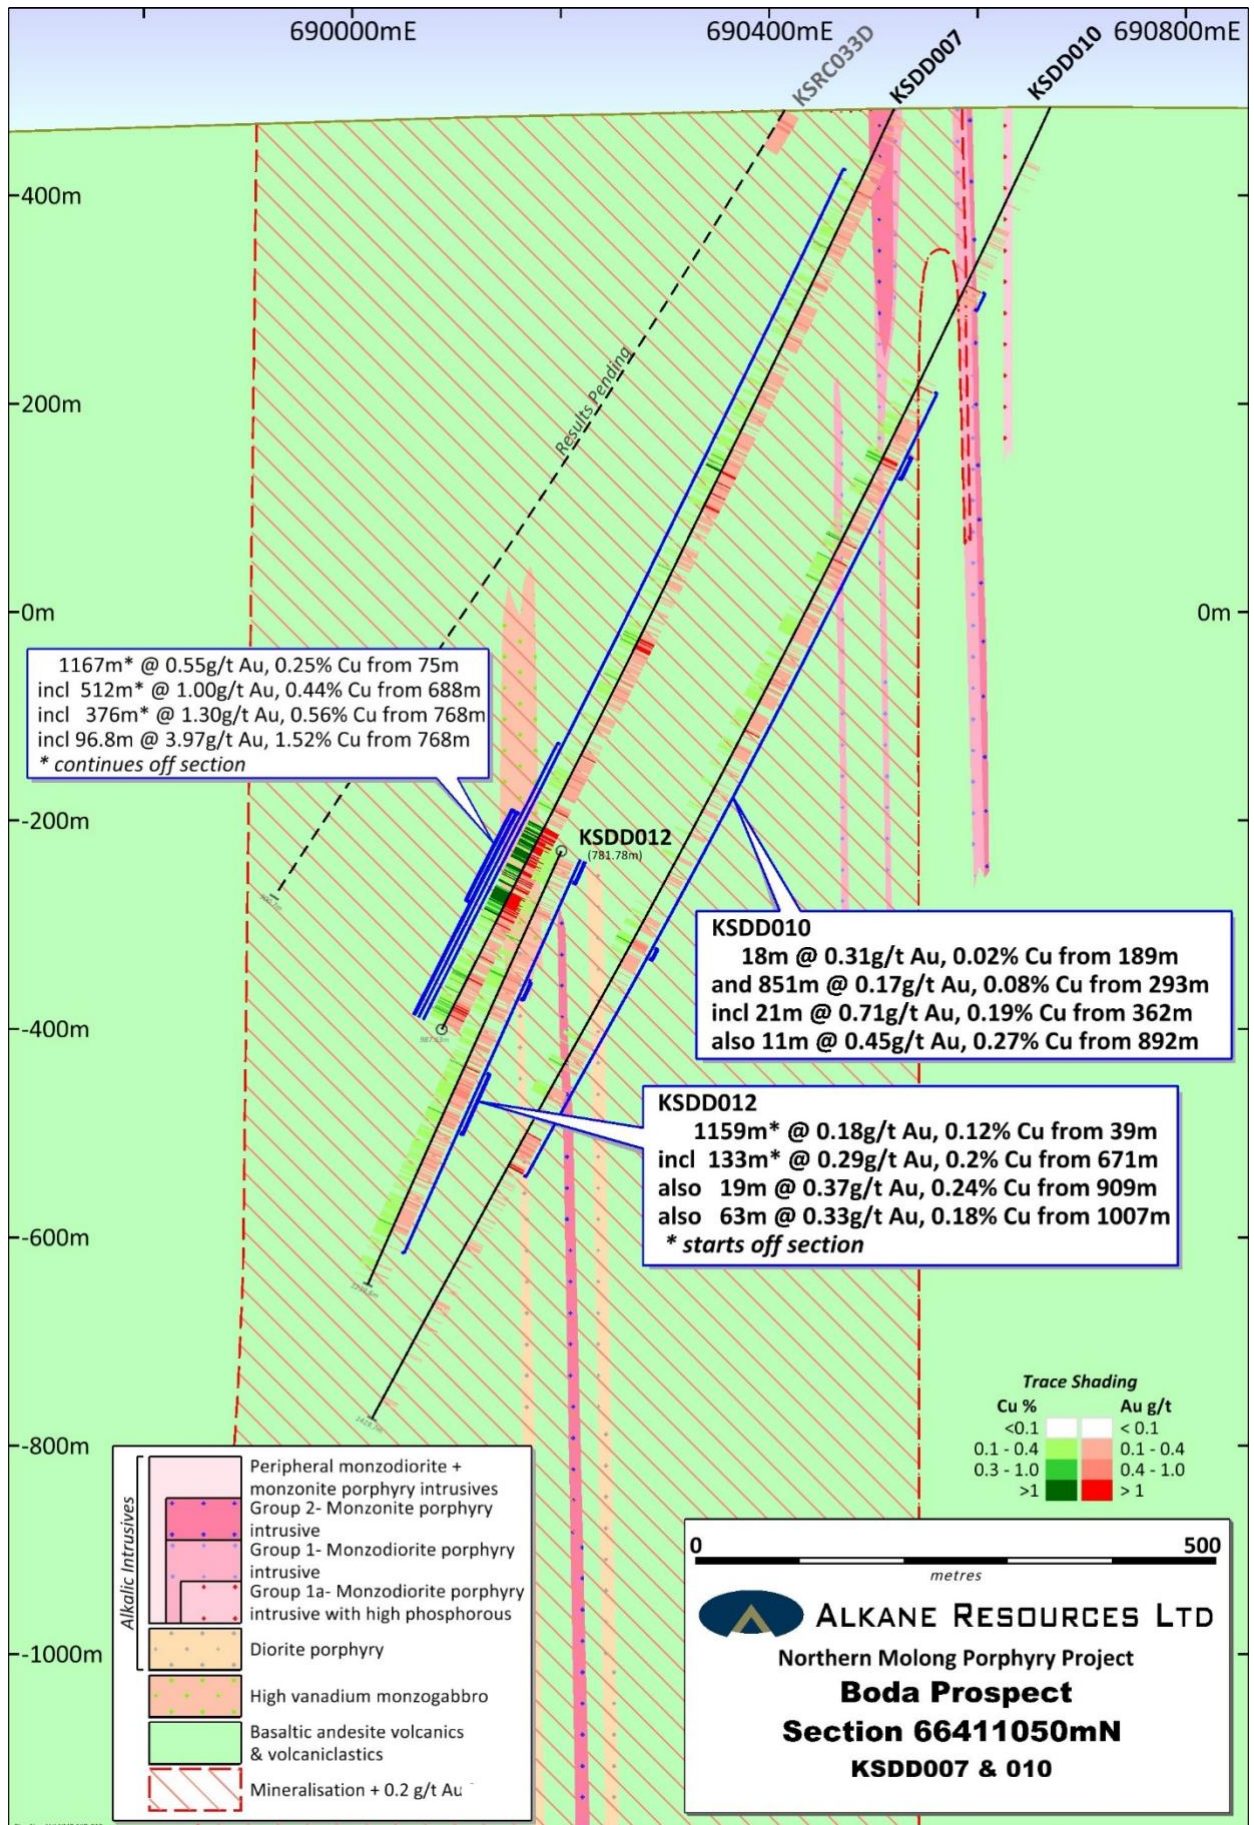 690000mE
690400mE
690800mE
KSRC033D
KSDD007
KSDD010
400m
200m
0m
0m
-200m
-400m
-600m
-800m
-1000m
Results Pending
1167m* @ 0.55g/t Au, 0.25% Cu from 75m
incl 512m* @ 1.00g/t Au, 0.44% Cu from 688m
incl 376m* @ 1.30g/t Au, 0.56% Cu from 768m
incl 96.8m @ 3.97g/t Au, 1.52% Cu from 768m
* continues off section
KSDD012
(781.78m)
KSDD010
18m @ 0.31g/t Au, 0.02% Cu from 189m
and 851m @ 0.17g/t Au, 0.08% Cu from 293m
incl 21m @ 0.71g/t Au, 0.19% Cu from 362m
also 11m @ 0.45g/t Au, 0.27% Cu from 892m
KSDD012
1159m* @ 0.18g/t Au, 0.12% Cu from 39m
incl 133m* @ 0.29g/t Au, 0.2% Cu from 671m
also 19m @ 0.37g/t Au, 0.24% Cu from 909m
also 63m @ 0.33g/t Au, 0.18% Cu from 1007m
* starts off section
Trace Shading
Cu % Au g/t
<0.1 < 0.1
0.1 - 0.4 0.1 - 0.4
0.3 - 1.0 0.4 - 1.0
>1 > 1
Alkalic Intrusives
Peripheral monzodiorite +
monzonite porphyry intrusives
Group 2- Monzonite porphyry
intrusive
Group 1- Monzodiorite porphyry
intrusive
Group 1a- Monzodiorite porphyry
intrusive with high phosphorous
Diorite porphyry
High vanadium monzogabbro
Basaltic andesite volcanics
& volcaniclastics
Mineralisation + 0.2 g/t Au
0 500
metres
ALKANE RESOURCES LTD
Northern Molong Porphyry Project
Boda Prospect
Section 66411050mN
KSDD007 & 010